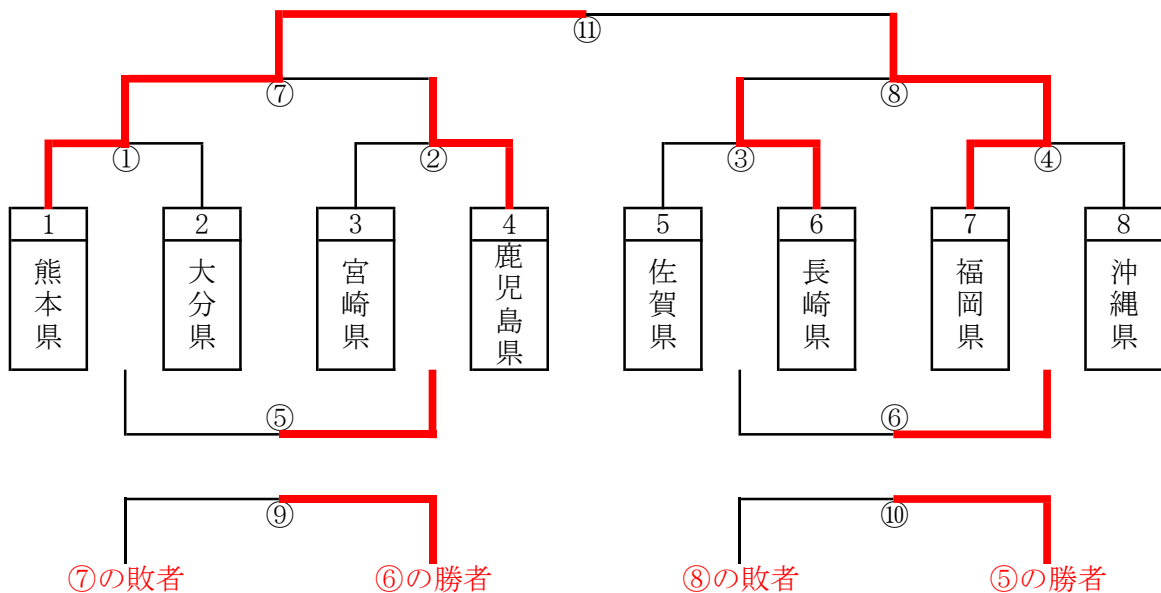 ⑪
⑦
⑧
①
②
③
④
1
2
3
4
5
6
7
8
熊本県
大分県
宮崎県
鹿児島県
佐賀県
長崎県
福岡県
沖縄県
⑤
⑥
⑨
⑩
⑦の敗者
⑥の勝者
⑧の敗者
⑤の勝者